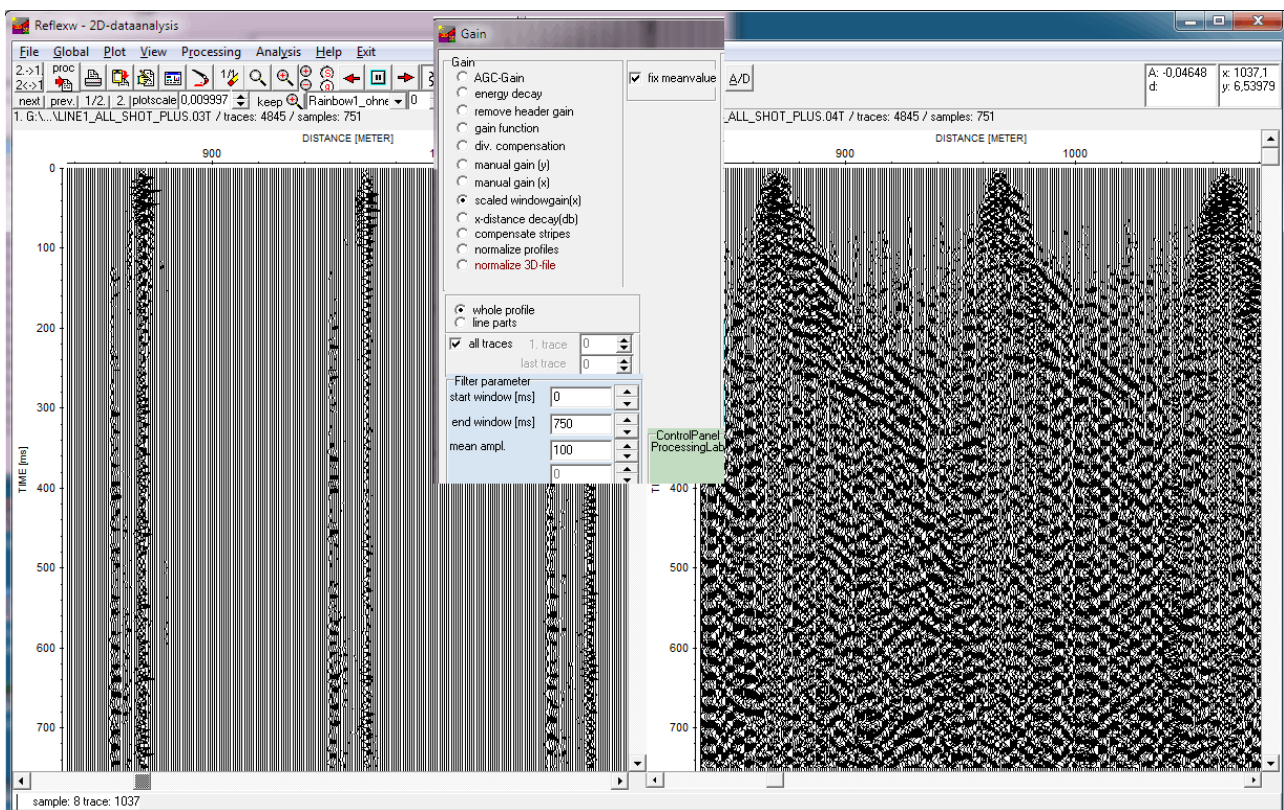 Reflexw - 2D-dataanalysis
File Global Plot View Processing Analysis Help Exit
2.->1
2<->1
proc
A/D
A: -0,04648
d:
x: 1037,1
y: 6,53979
next prev. 1/2. 2. plotscale 0,009997 keep Rainbow1_ohne 0
1. G:\...\LINE1_ALL_SHOT_PLUS.03T / traces: 4845 / samples: 751
DISTANCE [METER]
900
0
100
200
300
400
500
600
700
TIME [ms]
Gain
Gain
AGC-Gain
energy decay
remove header gain
gain function
div. compensation
manual gain (y)
manual gain (x)
scaled windowgain(x)
x-distance decay(db)
compensate stripes
normalize profiles
normalize 3D-file
fix meanvalue
whole profile
line parts
all traces 1. trace 0
last trace 0
Filter parameter
start window [ms] 0
end window [ms] 750
mean ampl. 100
0
ControlPanel
ProcessingLab
_ALL_SHOT_PLUS.04T / traces: 4845 / samples: 751
DISTANCE [METER]
900 1000
400
500
600
700
sample: 8 trace: 1037